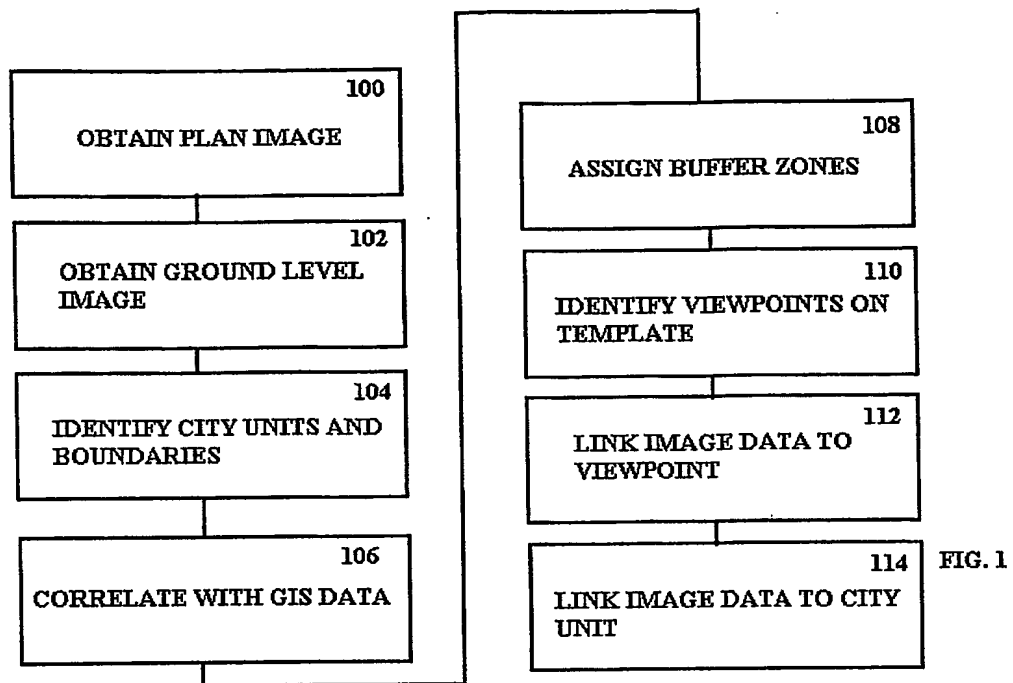 100
OBTAIN PLAN IMAGE
102
OBTAIN GROUND LEVEL
IMAGE
104
IDENTIFY CITY UNITS AND
BOUNDARIES
106
CORRELATE WITH GIS DATA
108
ASSIGN BUFFER ZONES
110
IDENTIFY VIEWPOINTS ON
TEMPLATE
112
LINK IMAGE DATA TO
VIEWPOINT
114
LINK IMAGE DATA TO CITY
UNIT
FIG. 1